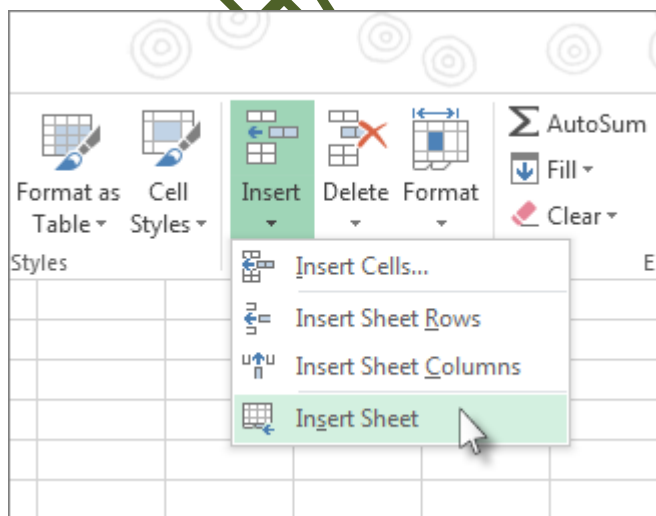 Format as
Table
Cell
Styles
Insert
Delete
Format
AutoSum
Fill
Clear
Styles
E
Insert Cells...
Insert Sheet Rows
Insert Sheet Columns
Insert Sheet